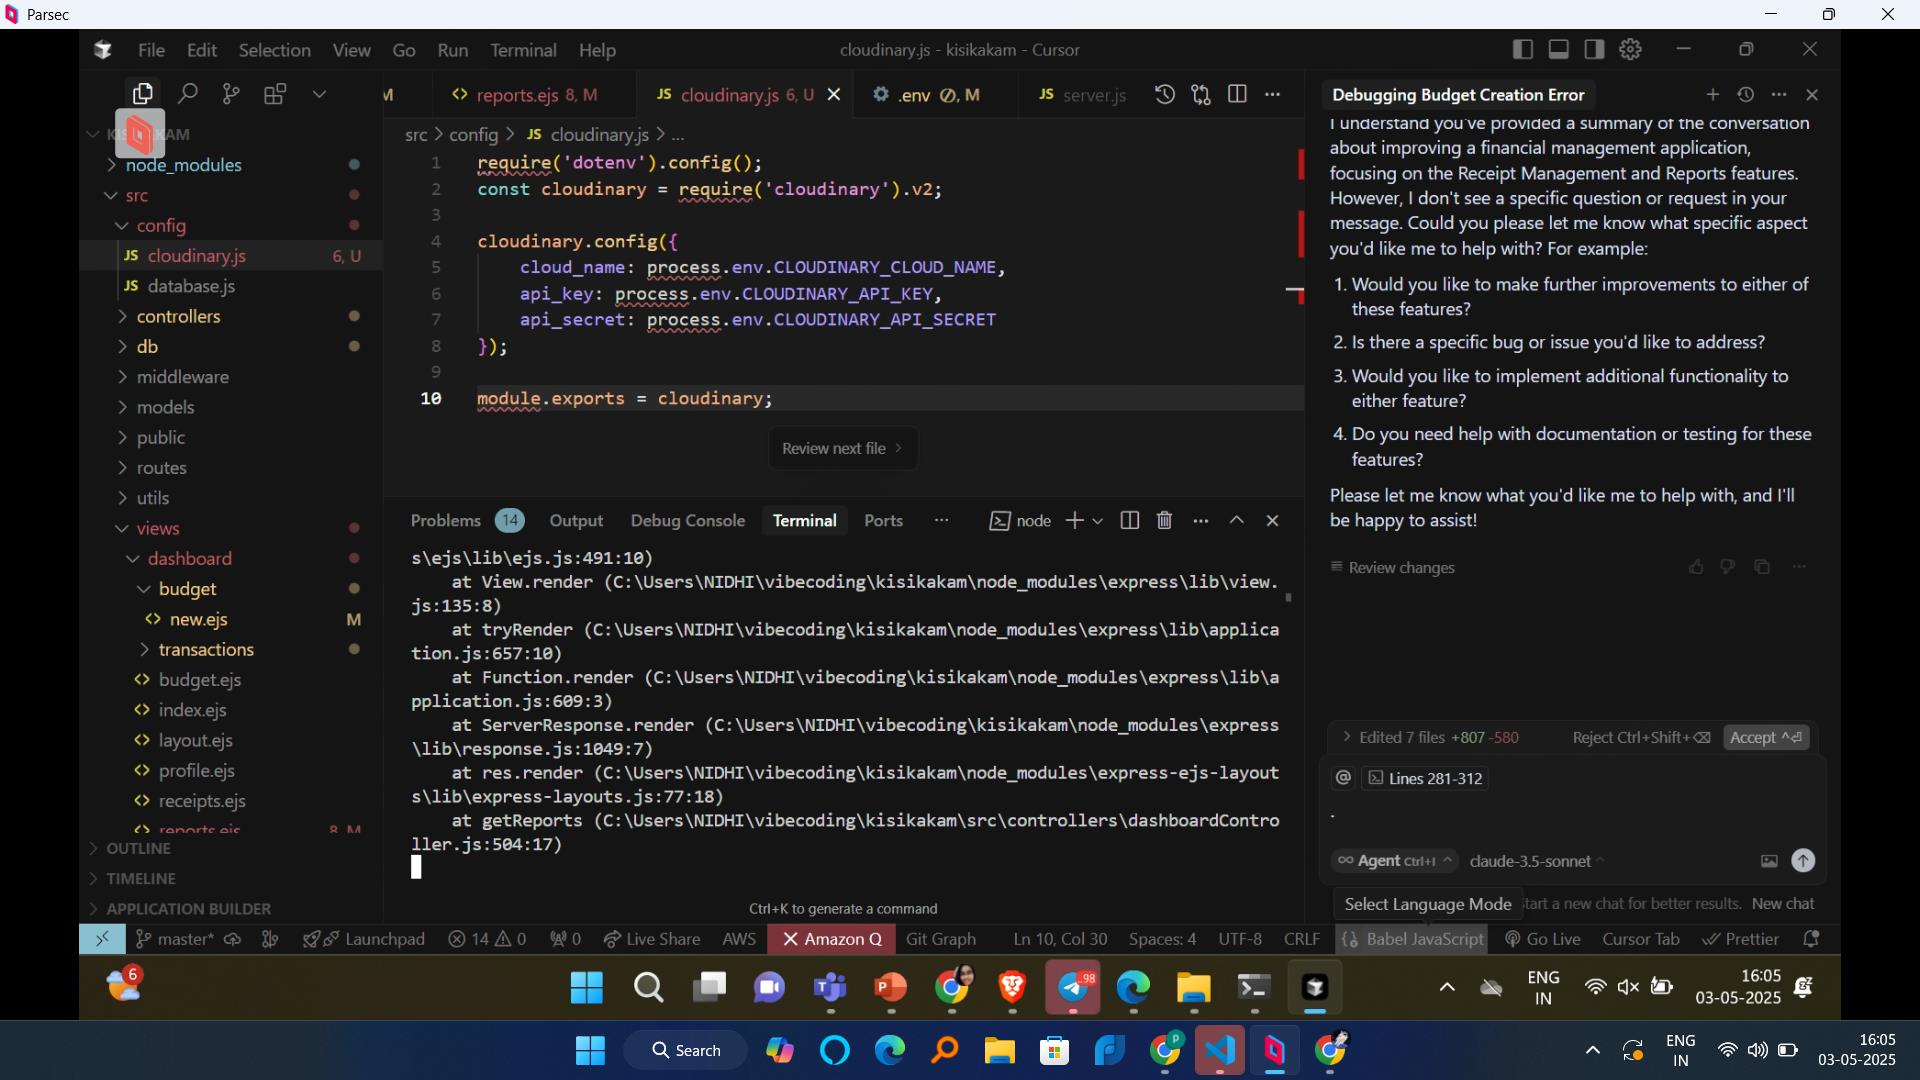 Parsec
File Edit Selection View Go Run Terminal Help
cloudinary.js - kisikakam - Cursor
M
<> reports.ejs 8, M
JS cloudinary.js 6, U
.env M
JS server.js
Debugging Budget Creation Error
src > config > JS cloudinary.js > ...
node_modules
src
config
JS cloudinary.js 6, U
JS database.js
controllers
db
middleware
models
public
routes
utils
views
dashboard
budget
<> new.ejs M
transactions
<> budget.ejs
<> index.ejs
<> layout.ejs
<> profile.ejs
<> receipts.ejs
<> reports.ejs 8, M
OUTLINE
TIMELINE
APPLICATION BUILDER
1 require('dotenv').config();
2 const cloudinary = require('cloudinary').v2;
3
4 cloudinary.config({
5 cloud_name: process.env.CLOUDINARY_CLOUD_NAME,
6 api_key: process.env.CLOUDINARY_API_KEY,
7 api_secret: process.env.CLOUDINARY_API_SECRET
8 });
9
10 module.exports = cloudinary;
Review next file >
Problems 14 Output Debug Console Terminal Ports ... node
s\ejs\lib\ejs.js:491:10)
at View.render (C:\Users\NIDHI\vibecoding\kisikakam\node_modules\express\lib\view.
js:135:8)
at tryRender (C:\Users\NIDHI\vibecoding\kisikakam\node_modules\express\lib\applica
tion.js:657:10)
at Function.render (C:\Users\NIDHI\vibecoding\kisikakam\node_modules\express\lib\a
pplication.js:609:3)
at ServerResponse.render (C:\Users\NIDHI\vibecoding\kisikakam\node_modules\express
\lib\response.js:1049:7)
at res.render (C:\Users\NIDHI\vibecoding\kisikakam\node_modules\express-ejs-layout
s\lib\express-layouts.js:77:18)
at getReports (C:\Users\NIDHI\vibecoding\kisikakam\src\controllers\dashboardContro
ller.js:504:17)
Ctrl+K to generate a command
I understand you've provided a summary of the conversation
about improving a financial management application,
focusing on the Receipt Management and Reports features.
However, I don't see a specific question or request in your
message. Could you please let me know what specific aspect
you'd like me to help with? For example:
1. Would you like to make further improvements to either of
these features?
2. Is there a specific bug or issue you'd like to address?
3. Would you like to implement additional functionality to
either feature?
4. Do you need help with documentation or testing for these
features?
Please let me know what you'd like me to help with, and I'll
be happy to assist!
Review changes
> Edited 7 files +807 -580 Reject Ctrl+Shift+⌫ Accept ^⏎
@ Lines 281-312
.
∞ Agent Ctrl+I ^ claude-3.5-sonnet ^
Select Language Mode
tart a new chat for better results. New chat
master* Launchpad 14 0 0 Live Share AWS Amazon Q Git Graph Ln 10, Col 30 Spaces: 4 UTF-8 CRLF {} Babel JavaScript Go Live Cursor Tab Prettier
6
.98
ENG
IN
16:05
03-05-2025
Search
P
ENG
IN
16:05
03-05-2025